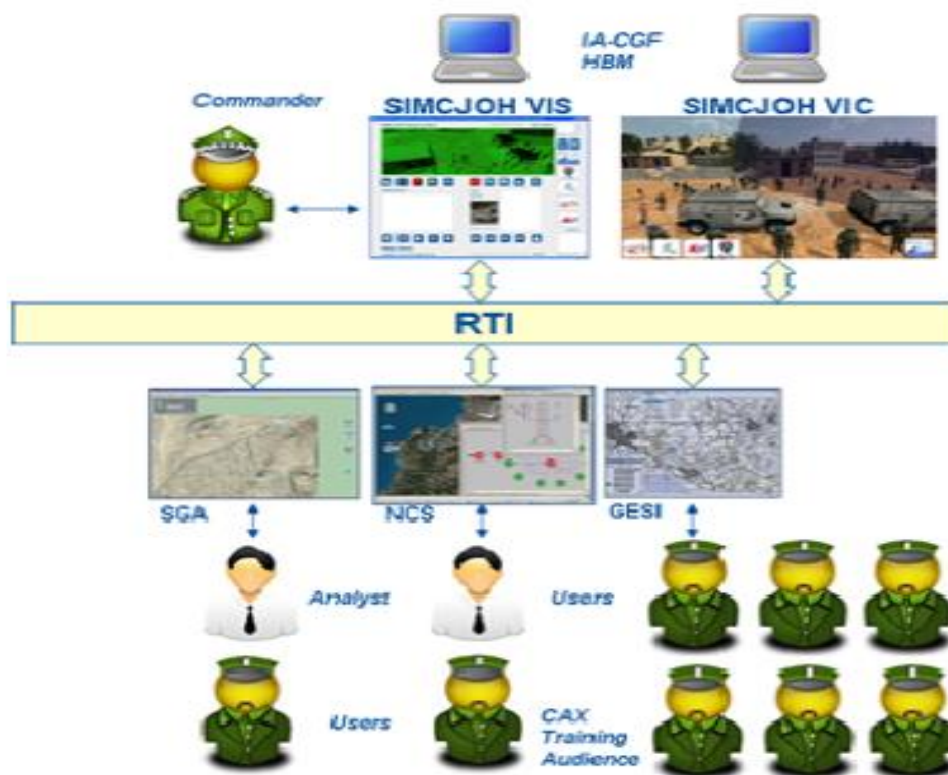 IA-CGF
HBM
Commander
SIMCJOH VIS
SIMCJOH VIC
RTI
SGA
NCS
GESI
Analyst
Users
Users
CAX
Training
Audience